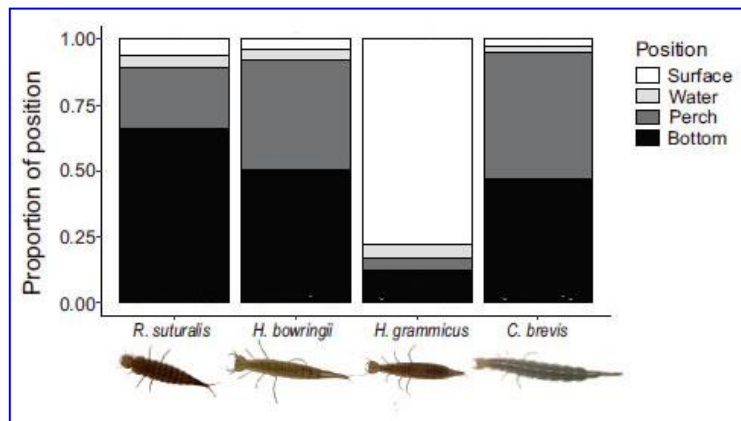 Proportion of position
1.00
0.75
0.50
0.25
0.00
R. suturalis
H. bowringii
H. grammicus
C. brevis
Position
Surface
Water
Perch
Bottom